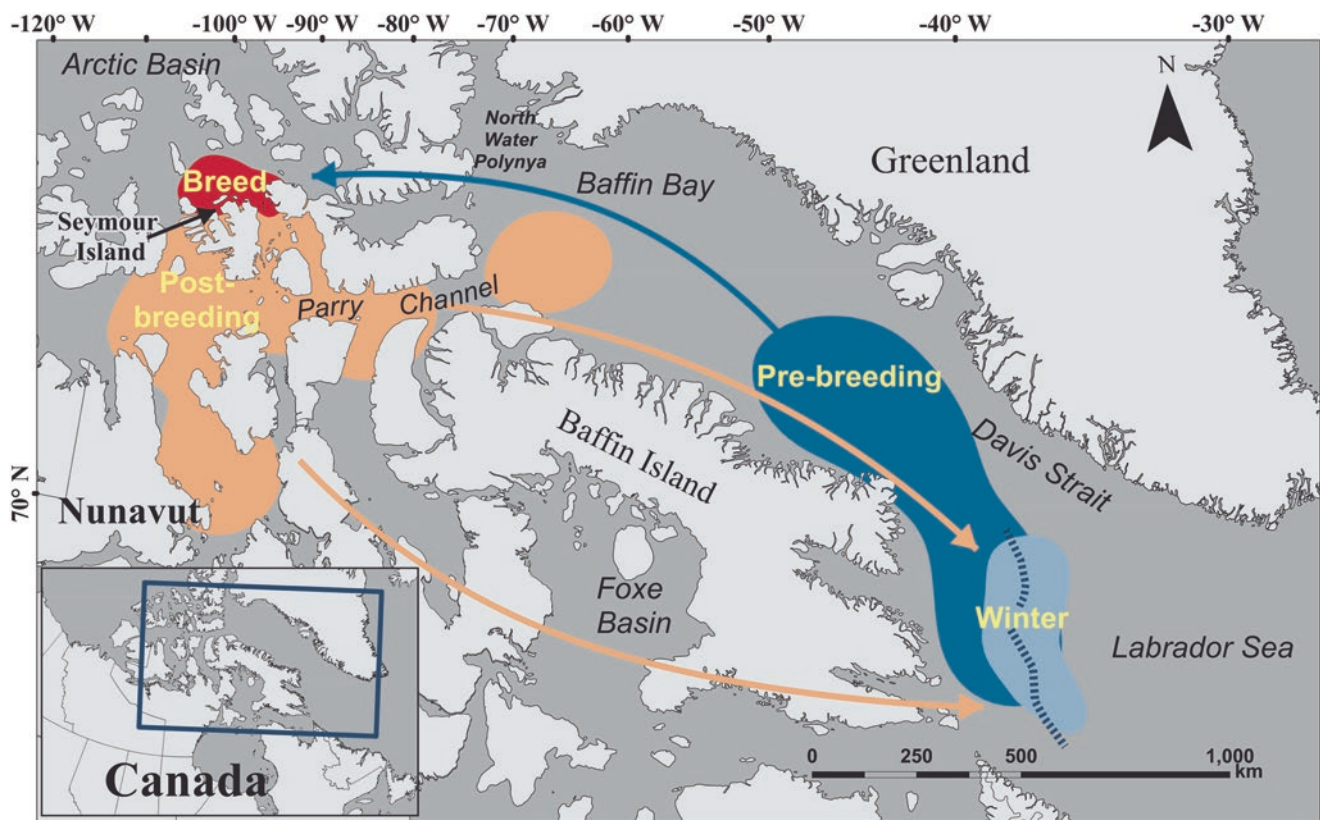 -120° W -100° W -90° W -80° W -70° W -60° W -50° W -40° W -30° W
Arctic Basin
North
Water
Polynya
N
Greenland
Breed
Baffin Bay
Seymour
Island
Post-
breeding
Parry Channel
Pre-breeding
Baffin Island
Davis Strait
70° N
Nunavut
Foxe
Basin
Winter
Labrador Sea
Canada
0 250 500 1,000
km